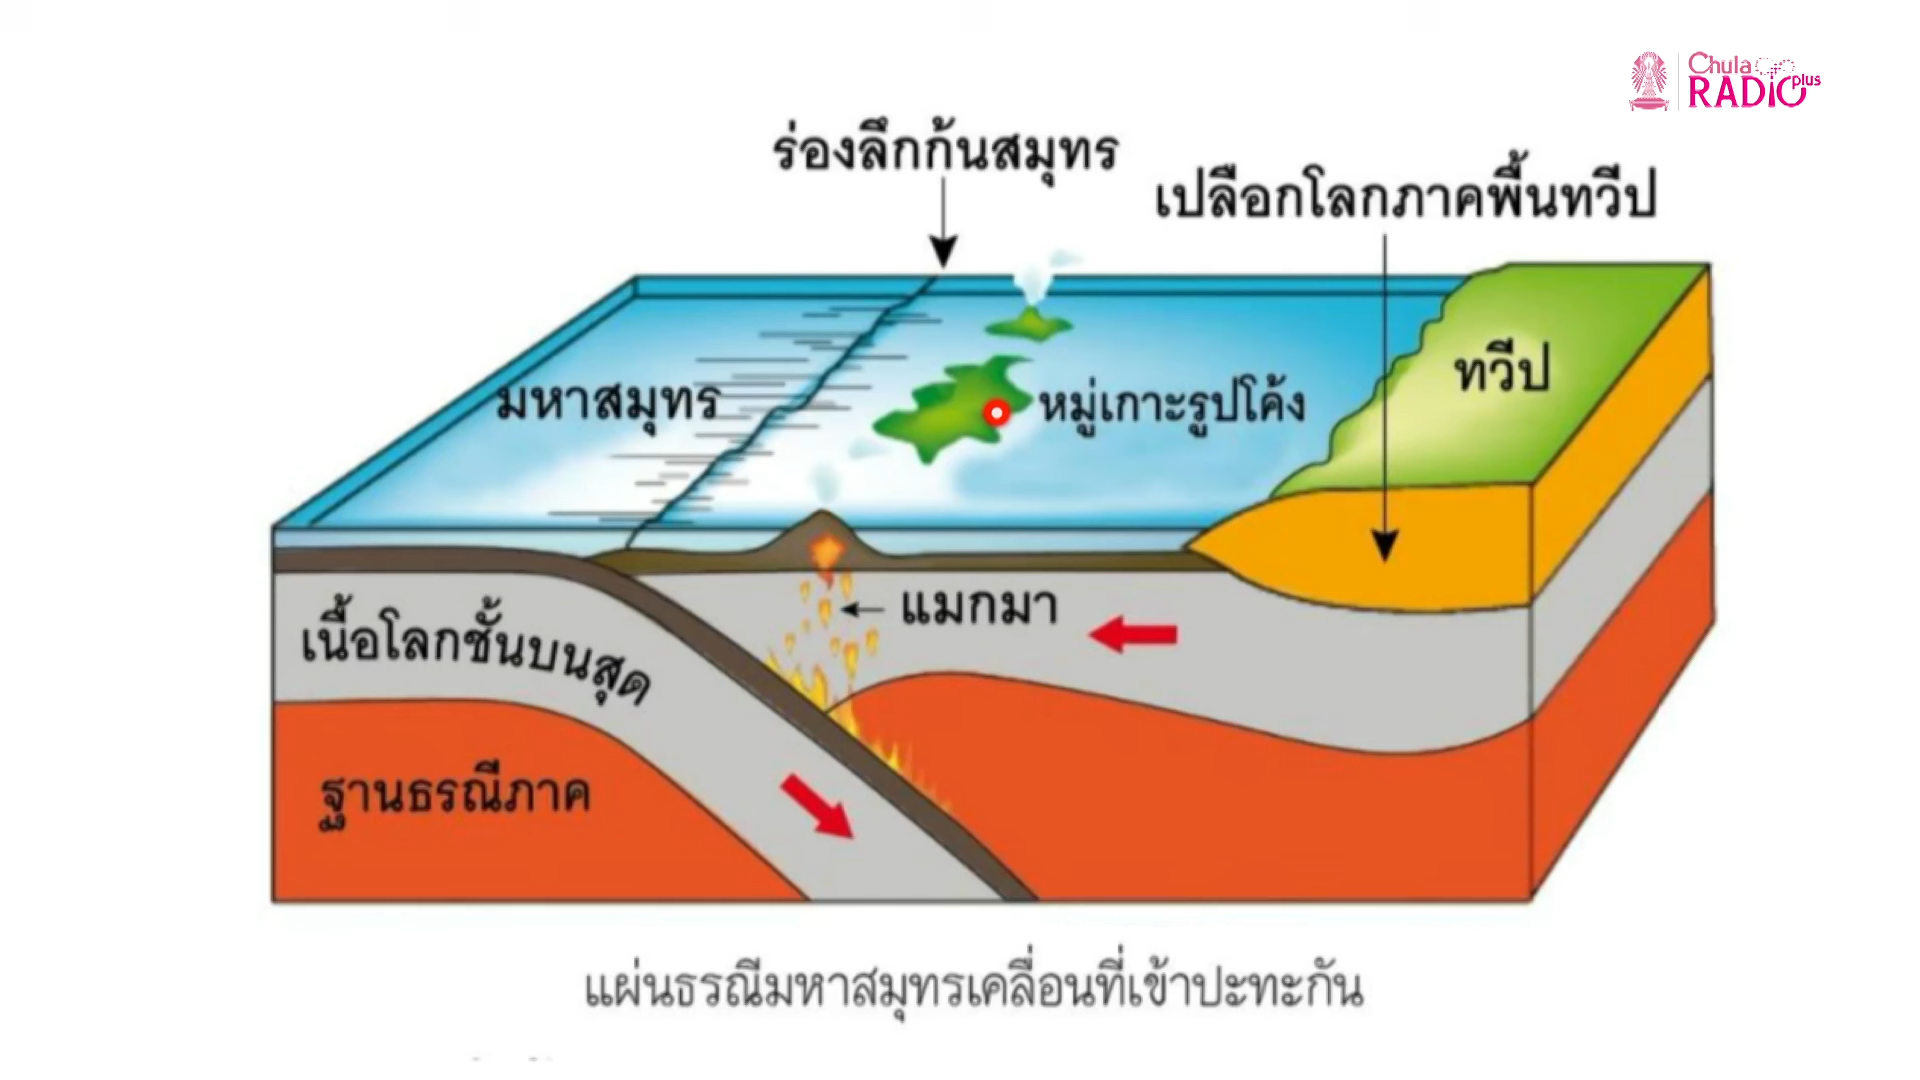 Chula
RADIO plus
ร่องลึกก้นสมุทร
เปลือกโลกภาคพื้นทวีป
ทวีป
มหาสมุทร
หมู่เกาะรูปโค้ง
แมกมา
เนื้อโลกชั้นบนสุด
ฐานธรณีภาค
แผ่นธรณีมหาสมุทรเคลื่อนที่เข้าปะทะกัน